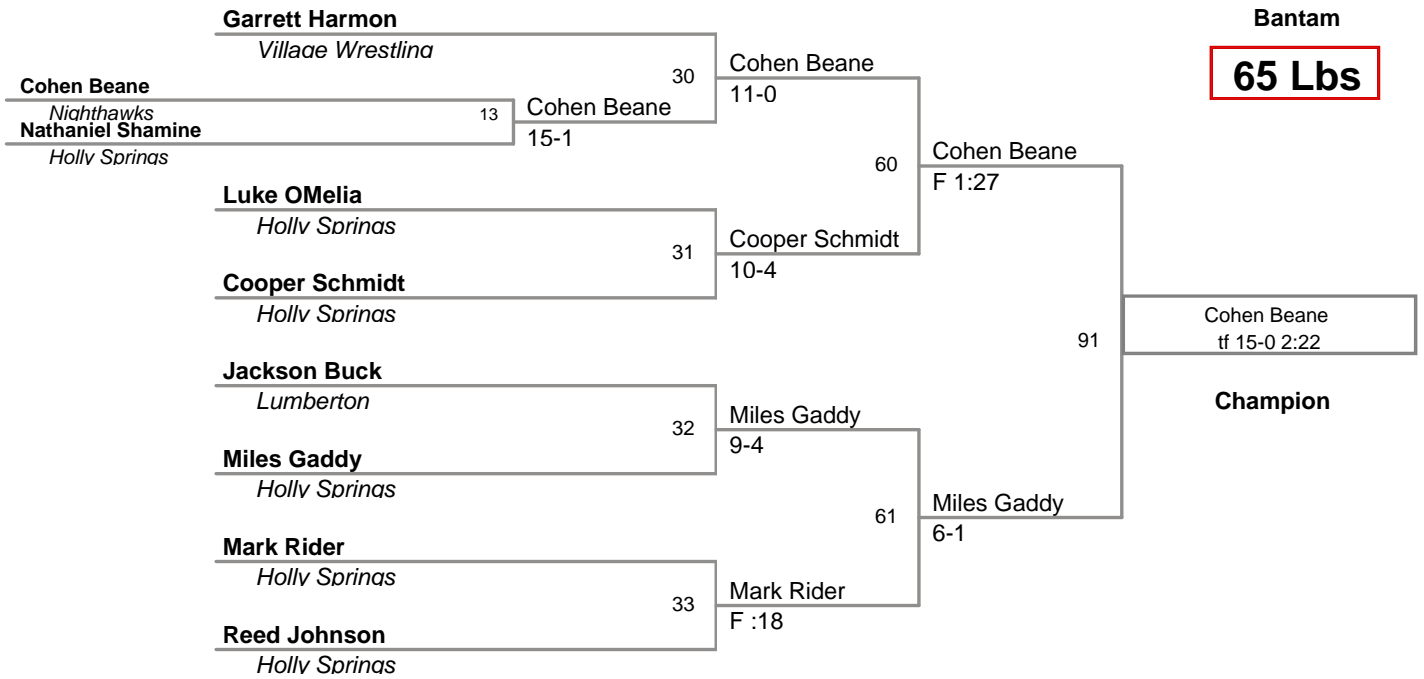 Garrett Harmon
Village Wrestling
Bantam
65 Lbs
Cohen Beane
Nighthawks
Nathaniel Shamine
Holly Springs
13
Cohen Beane
15-1
30
Cohen Beane
11-0
Luke OMelia
Holly Springs
Cooper Schmidt
Holly Springs
31
Cooper Schmidt
10-4
60
Cohen Beane
F 1:27
Jackson Buck
Lumberton
Miles Gaddy
Holly Springs
32
Miles Gaddy
9-4
Mark Rider
Holly Springs
Reed Johnson
Holly Springs
33
Mark Rider
F :18
61
Miles Gaddy
6-1
91
Cohen Beane
tf 15-0 2:22
Champion